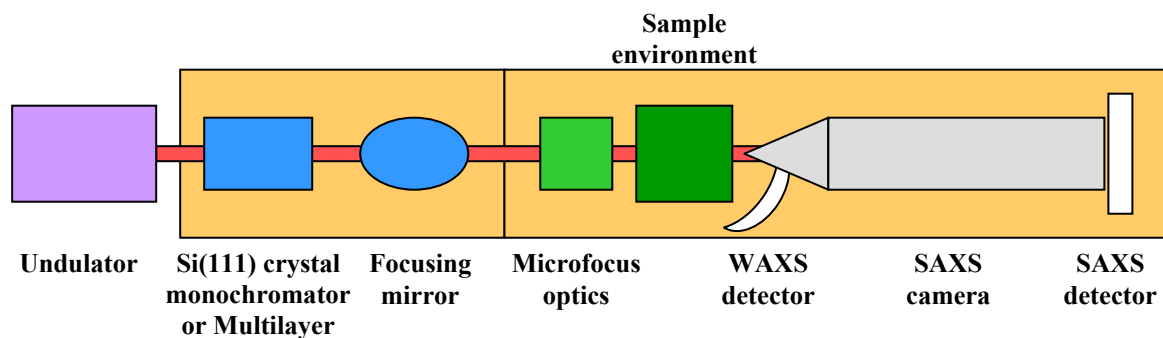 Sample
environment
Undulator
Si(111) crystal
monochromator
or Multilayer
Focusing
mirror
Microfocus
optics
WAXS
detector
SAXS
camera
SAXS
detector